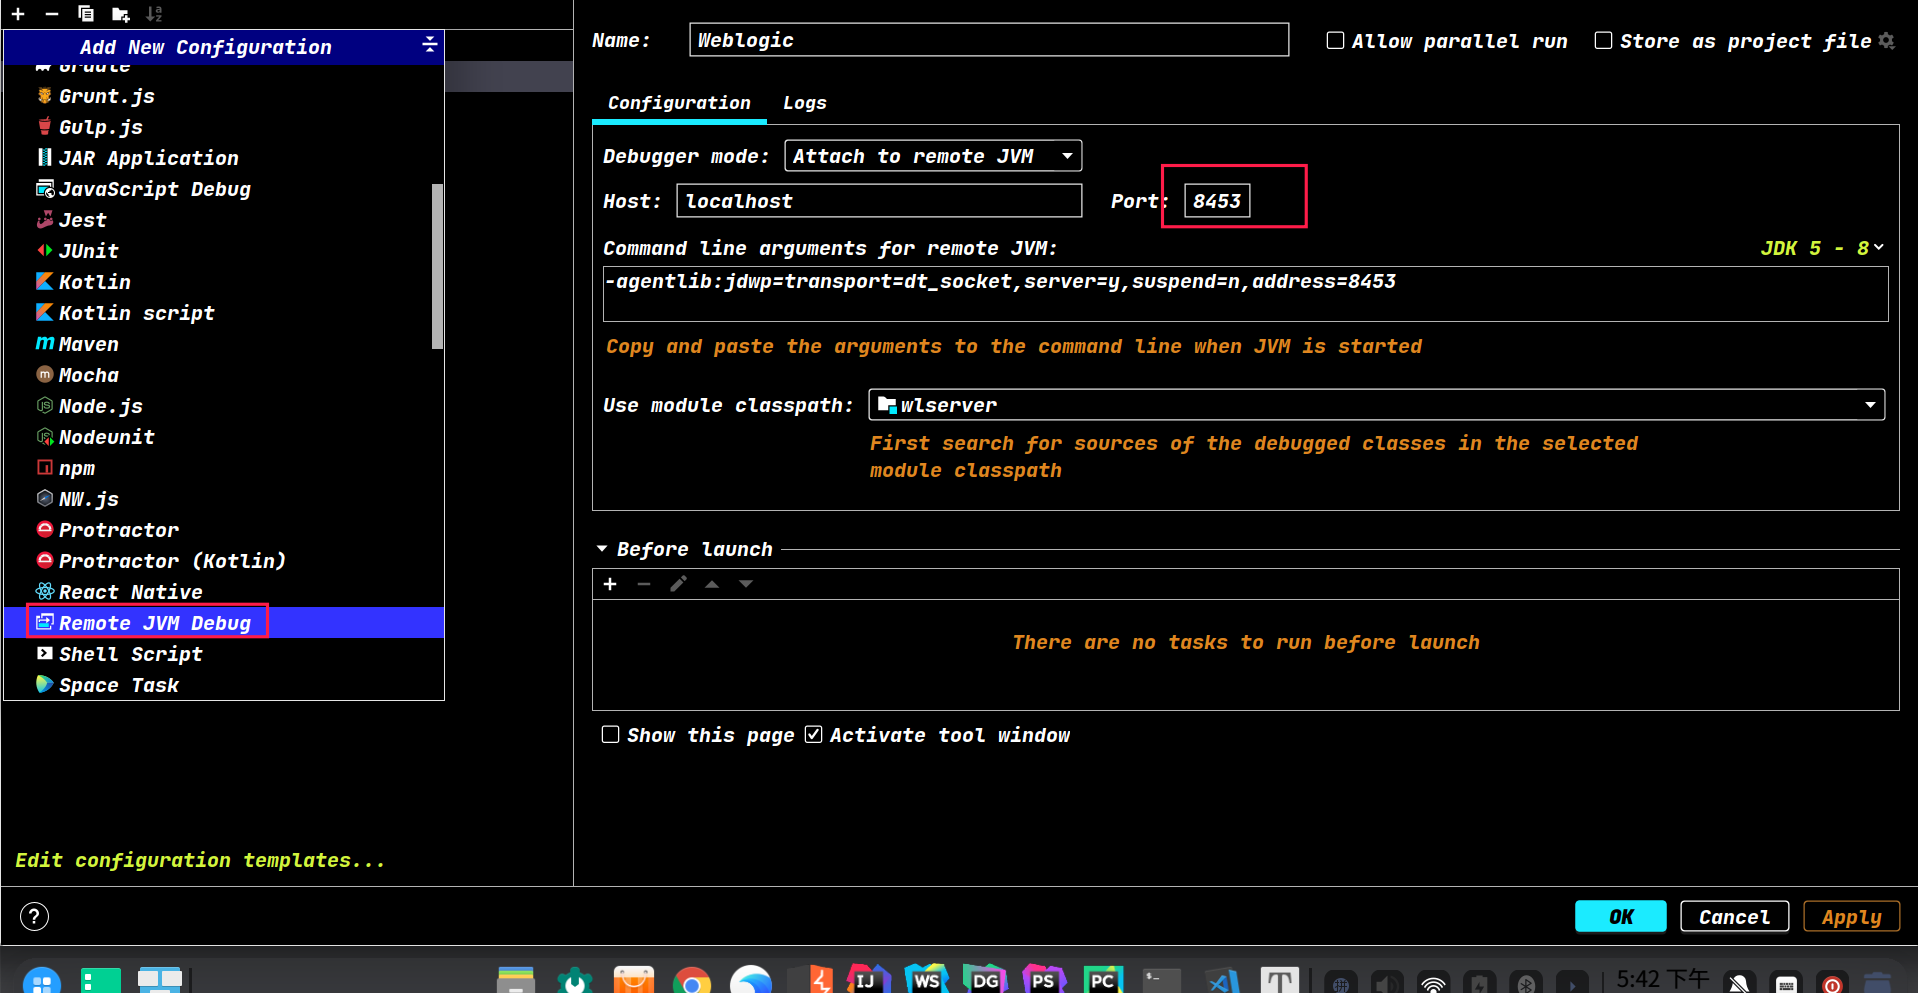 Add New Configuration
Gradle
Grunt.js
Gulp.js
JAR Application
JavaScript Debug
Jest
JUnit
Kotlin
Kotlin script
Maven
Mocha
Node.js
Nodeunit
npm
NW.js
Protractor
Protractor (Kotlin)
React Native
Remote JVM Debug
Shell Script
Space Task
Edit configuration templates...
Name: Weblogic
Allow parallel run
Store as project file
Configuration Logs
Debugger mode: Attach to remote JVM
Host: localhost Port: 8453
Command line arguments for remote JVM: JDK 5 - 8
-agentlib:jdwp=transport=dt_socket,server=y,suspend=n,address=8453
Copy and paste the arguments to the command line when JVM is started
Use module classpath: wlserver
First search for sources of the debugged classes in the selected
module classpath
Before launch
There are no tasks to run before launch
Show this page Activate tool window
? OK Cancel Apply
IJ WS DG PS PC T 5:42 下午